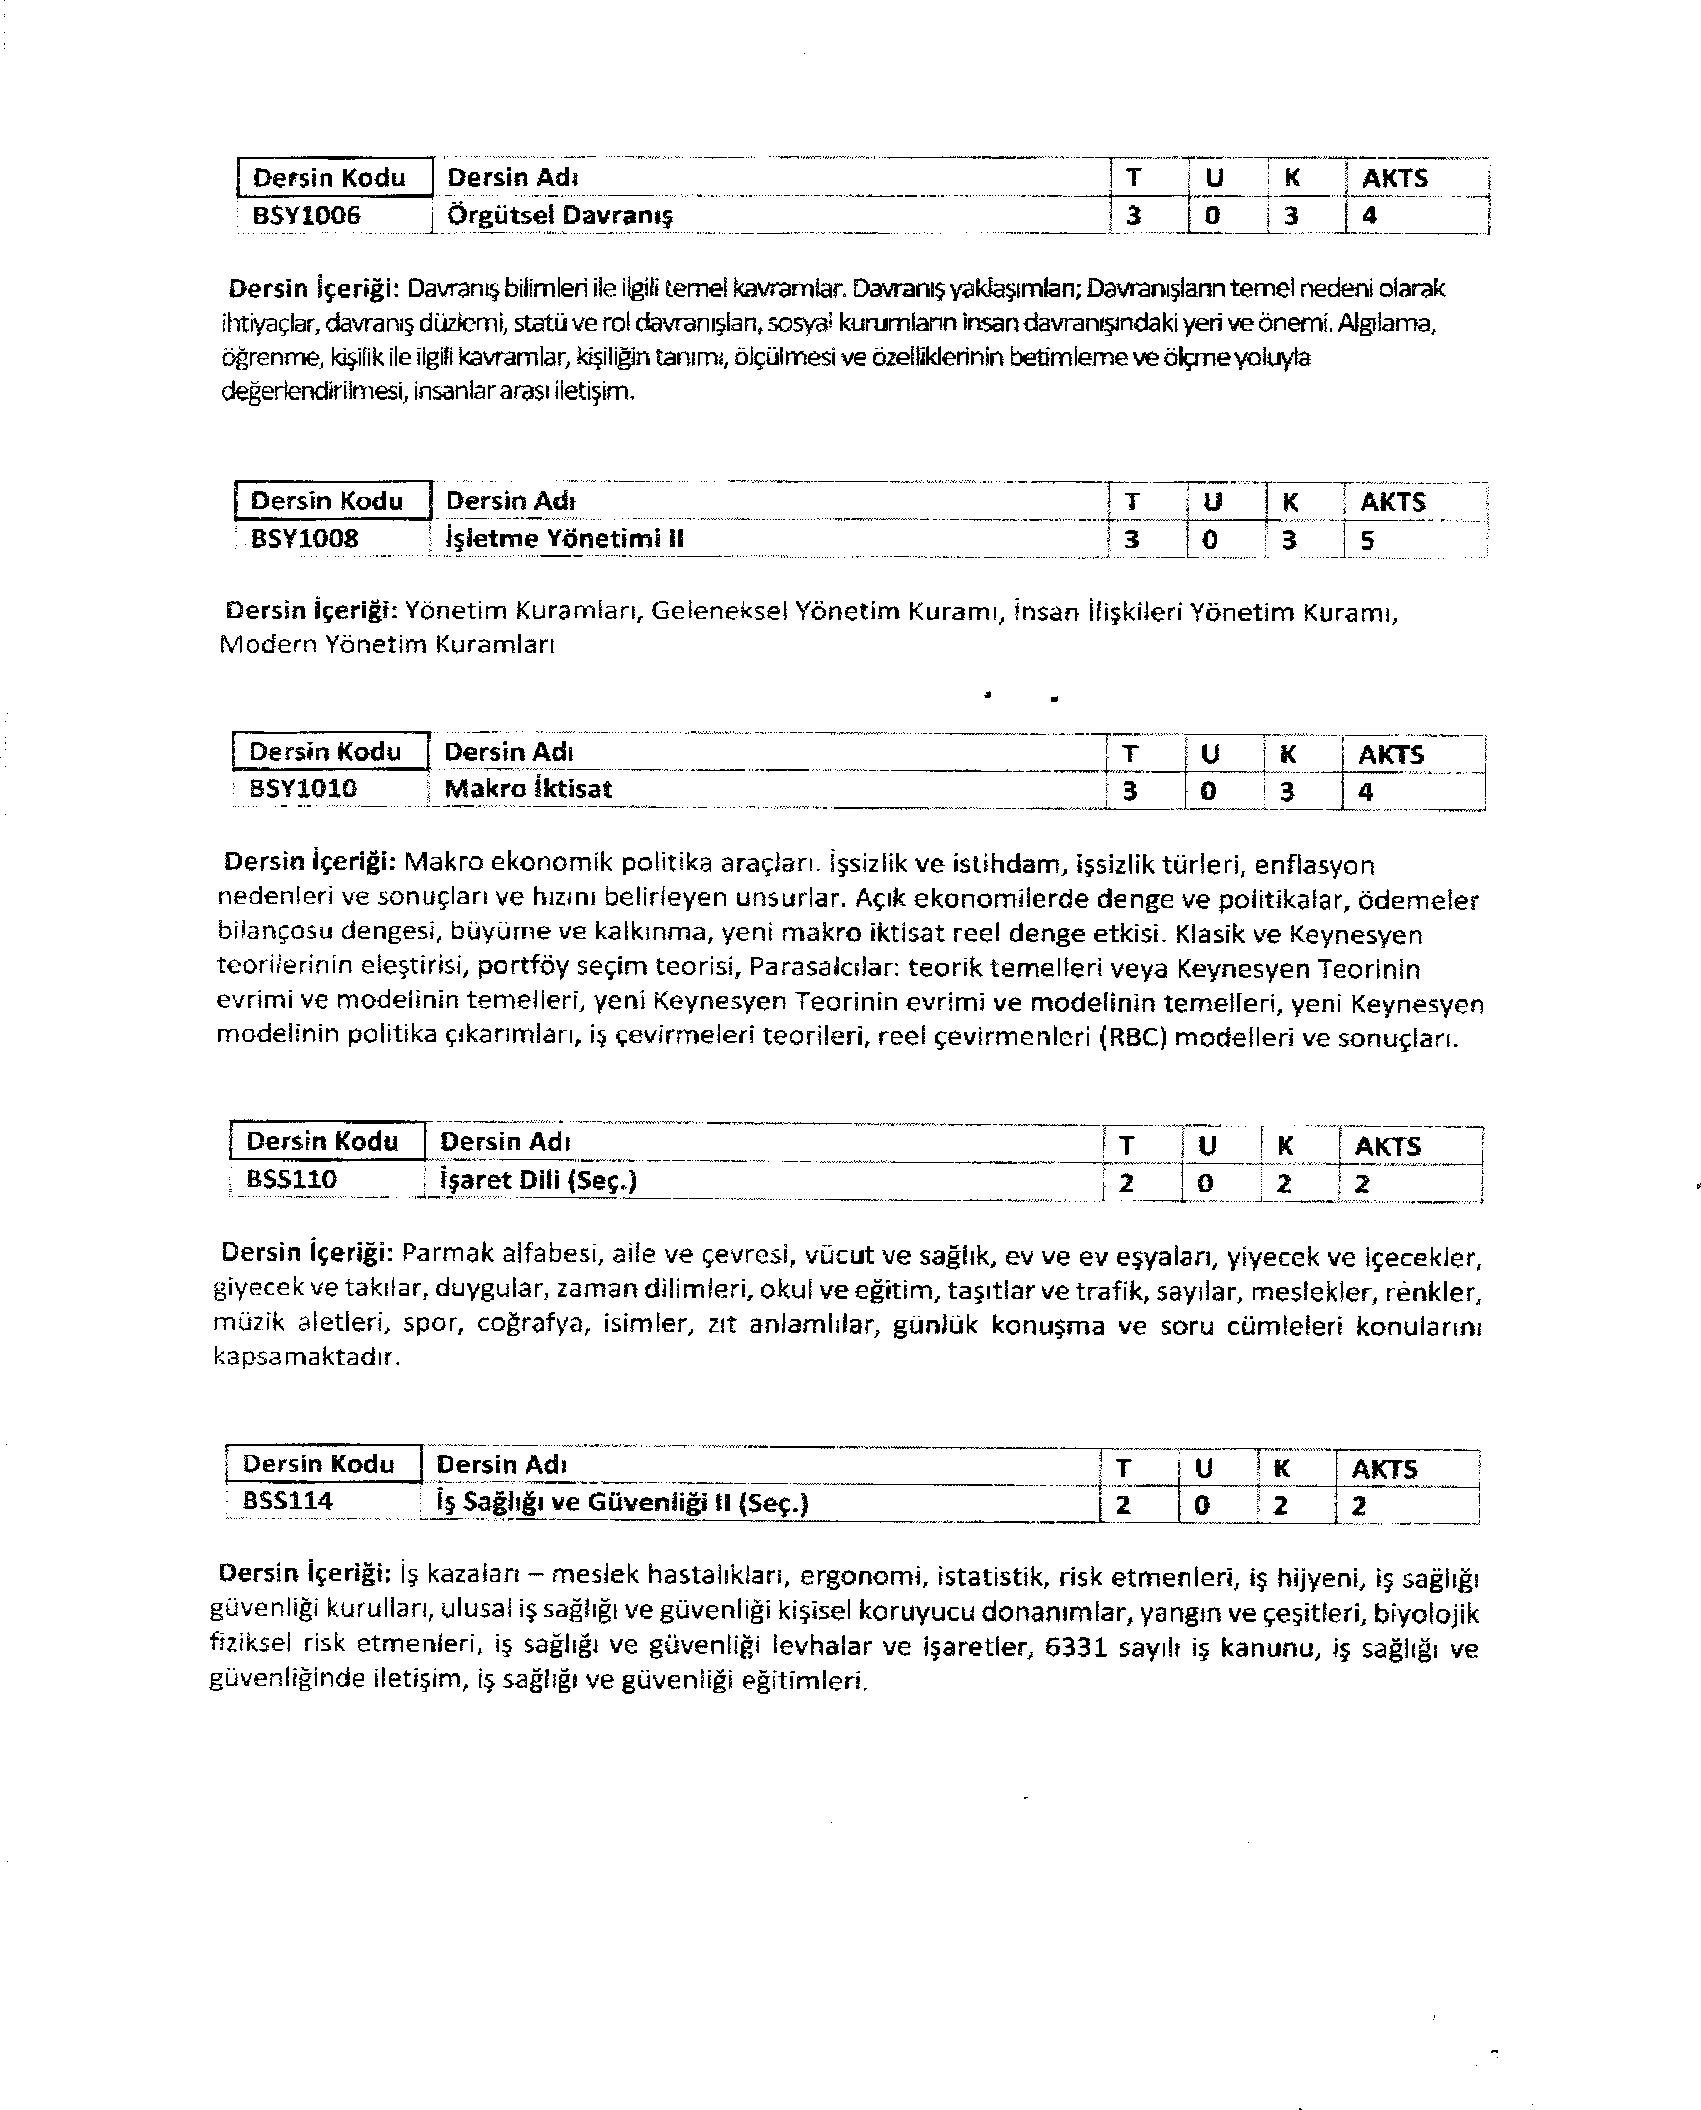 Dersin Kodu Dersin Adı T U K AKTS
BSY1006 Örgütsel Davranış 3 0 3 4
Dersin İçeriği: Davranış bilimleri ile ilgili temel kavramlar. Davranış yaklaşımları; Davranışların temel nedeni olarak
ihtiyaçlar, davranış düzlemi, statü ve rol davranışları, sosyal kurumların insan davranışındaki yeri ve önemi. Algılama,
öğrenme, kişilik ile ilgili kavramlar, kişiliğin tanımı, ölçülmesi ve özelliklerinin betimleme ve ölçme yoluyla
değerlendirilmesi, insanlar arası iletişim.
Dersin Kodu Dersin Adı T U K AKTS
BSY1008 İşletme Yönetimi II 3 0 3 5
Dersin İçeriği: Yönetim Kuramları, Geleneksel Yönetim Kuramı, İnsan İlişkileri Yönetim Kuramı,
Modern Yönetim Kuramları
Dersin Kodu Dersin Adı T U K AKTS
BSY1010 Makro İktisat 3 0 3 4
Dersin İçeriği: Makro ekonomik politika araçları. İşsizlik ve istihdam, işsizlik türleri, enflasyon
nedenleri ve sonuçları ve hızını belirleyen unsurlar. Açık ekonomilerde denge ve politikalar, ödemeler
bilançosu dengesi, büyüme ve kalkınma, yeni makro iktisat reel denge etkisi. Klasik ve Keynesyen
teorilerinin eleştirisi, portföy seçim teorisi, Parasalcılar: teorik temelleri veya Keynesyen Teorinin
evrimi ve modelinin temelleri, yeni Keynesyen Teorinin evrimi ve modelinin temelleri, yeni Keynesyen
modelinin politika çıkarımları, iş çevirmeleri teorileri, reel çevirmenleri (RBC) modelleri ve sonuçları.
Dersin Kodu Dersin Adı T U K AKTS
BSS110 İşaret Dili (Seç.) 2 0 2 2
Dersin İçeriği: Parmak alfabesi, aile ve çevresi, vücut ve sağlık, ev ve ev eşyaları, yiyecek ve içecekler,
giyecek ve takılar, duygular, zaman dilimleri, okul ve eğitim, taşıtlar ve trafik, sayılar, meslekler, renkler,
müzik aletleri, spor, coğrafya, isimler, zıt anlamlılar, günlük konuşma ve soru cümleleri konularını
kapsamaktadır.
Dersin Kodu Dersin Adı T U K AKTS
BSS114 İş Sağlığı ve Güvenliği II (Seç.) 2 0 2 2
Dersin İçeriği: İş kazaları – meslek hastalıkları, ergonomi, istatistik, risk etmenleri, iş hijyeni, iş sağlığı
güvenliği kurulları, ulusal iş sağlığı ve güvenliği kişisel koruyucu donanımlar, yangın ve çeşitleri, biyolojik
fiziksel risk etmenleri, iş sağlığı ve güvenliği levhalar ve işaretler, 6331 sayılı iş kanunu, iş sağlığı ve
güvenliğinde iletişim, iş sağlığı ve güvenliği eğitimleri.